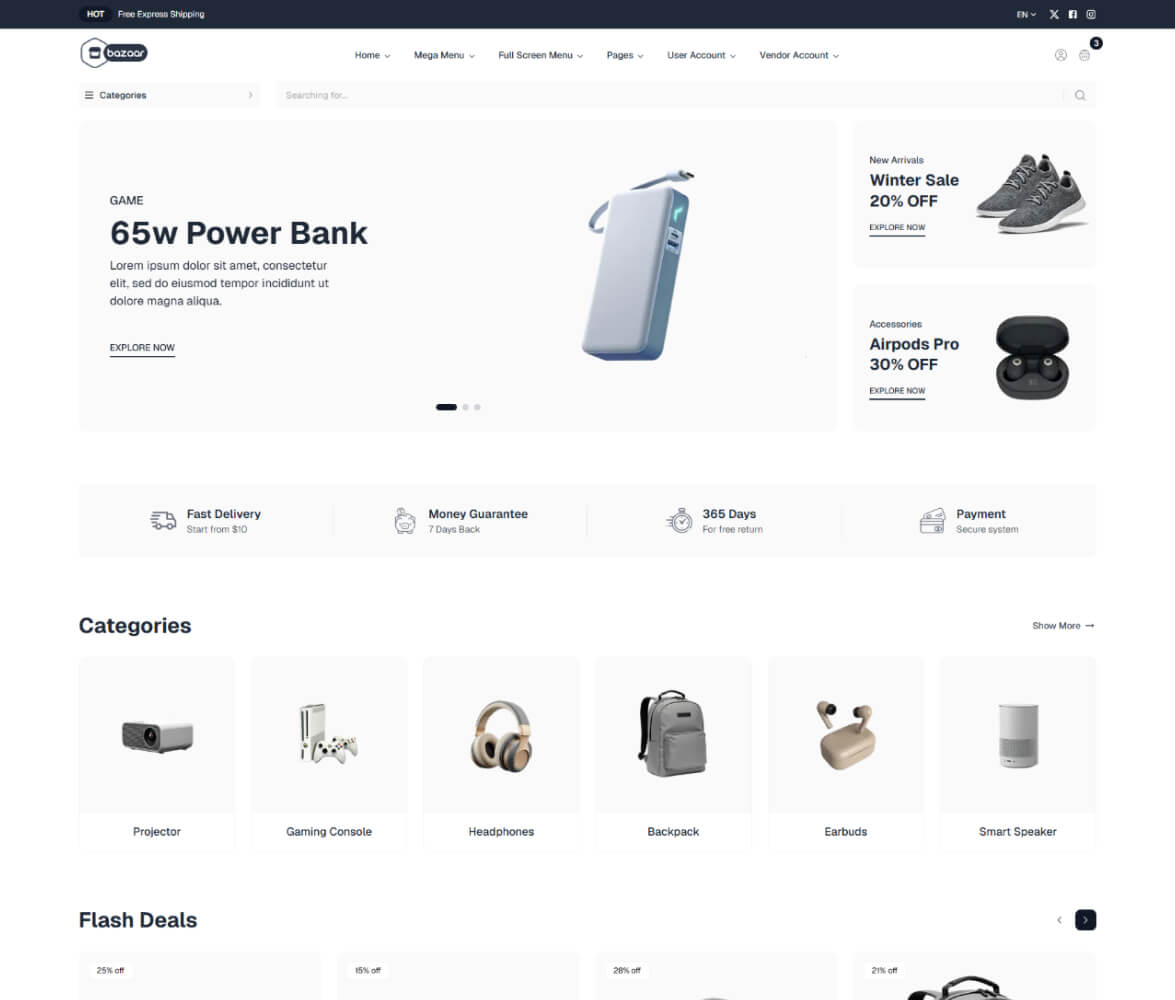 HOT Free Express Shipping EN
bazaar
Home Mega Menu Full Screen Menu Pages User Account Vendor Account
3
Categories Searching for...
GAME
65w Power Bank
Lorem ipsum dolor sit amet, consectetur
elit, sed do eiusmod tempor incididunt ut
dolore magna aliqua.
EXPLORE NOW
New Arrivals
Winter Sale
20% OFF
EXPLORE NOW
Accessories
Airpods Pro
30% OFF
EXPLORE NOW
Fast Delivery
Start from $10
Money Guarantee
7 Days Back
365 Days
For free return
Payment
Secure system
Categories Show More →
Projector
Gaming Console
Headphones
Backpack
Earbuds
Smart Speaker
Flash Deals
25% off
15% off
28% off
21% off